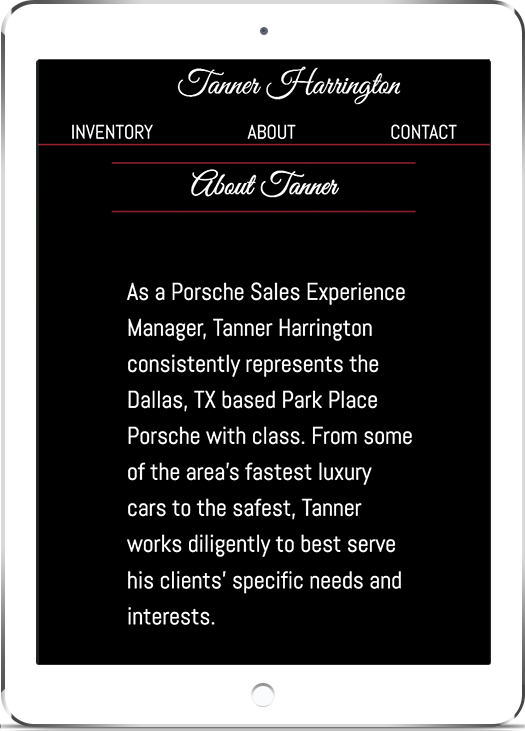 Tanner Harrington
INVENTORY ABOUT CONTACT
About Tanner
As a Porsche Sales Experience
Manager, Tanner Harrington
consistently represents the
Dallas, TX based Park Place
Porsche with class. From some
of the area's fastest luxury
cars to the safest, Tanner
works diligently to best serve
his clients' specific needs and
interests.